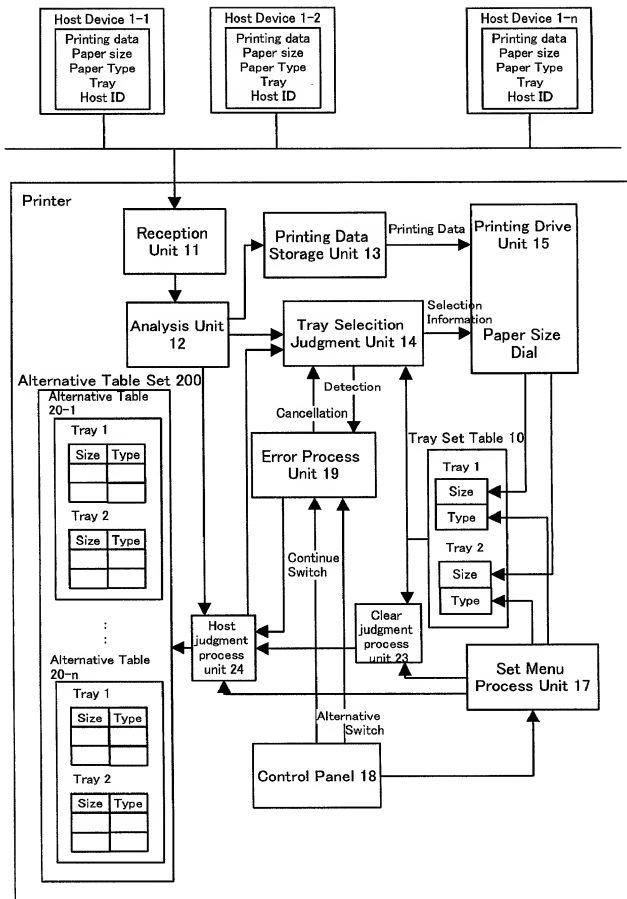 Host Device 1-1
Printing data
Paper size
Paper Type
Tray
Host ID
Host Device 1-2
Printing data
Paper size
Paper Type
Tray
Host ID
Host Device 1-n
Printing data
Paper size
Paper Type
Tray
Host ID
Printer
Reception
Unit 11
Printing Data
Storage Unit 13
Printing Data
Printing Drive
Unit 15
Paper Size
Dial
Analysis Unit
12
Tray Selecition
Judgment Unit 14
Selection
Information
Alternative Table Set 200
Alternative Table
20-1
Tray 1
Size Type
Tray 2
Size Type
Cancellation
Detection
Error Process
Unit 19
Tray Set Table 10
Tray 1
Size
Type
Tray 2
Size
Type
Continue
Switch
Host
judgment
process
unit 24
Clear
judgment
process
unit 23
Set Menu
Process Unit 17
Alternative Table
20-n
Tray 1
Size Type
Tray 2
Size Type
Alternative
Switch
Control Panel 18